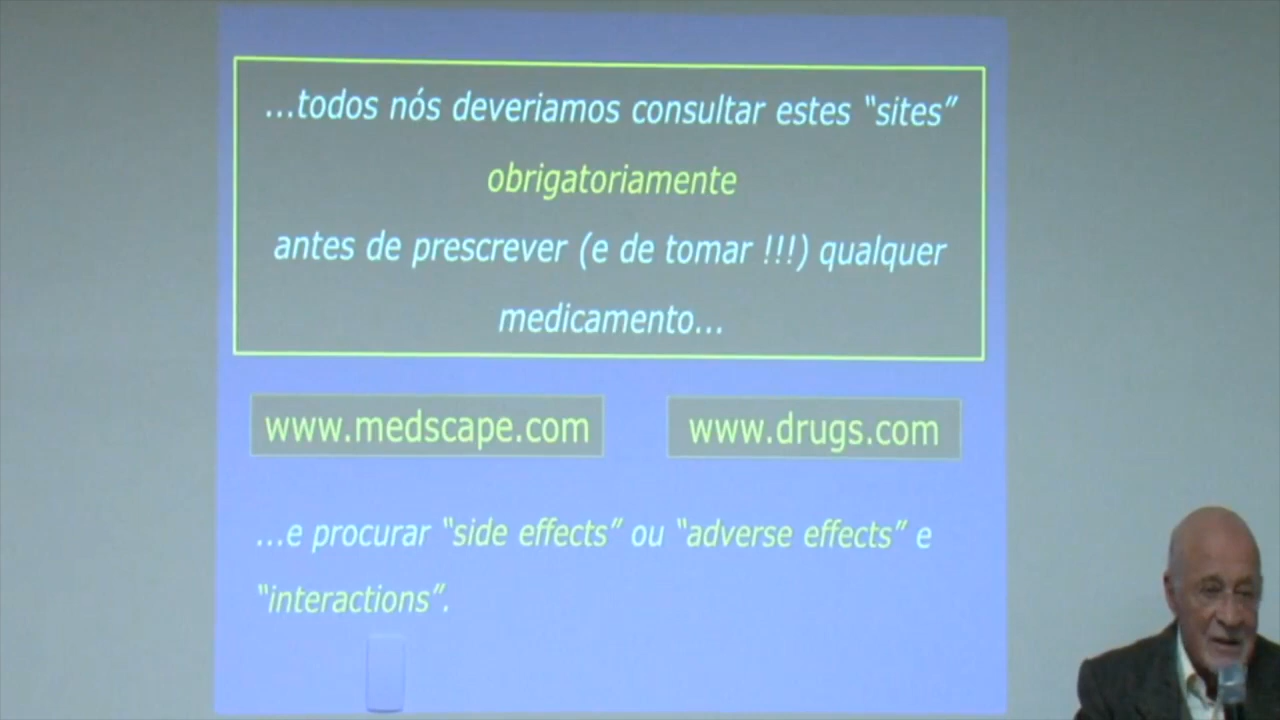 ...todos nós deveriamos consultar estes “sites”
obrigatoriamente
antes de prescrever (e de tomar !!!) qualquer
medicamento...
www.medscape.com
www.drugs.com
...e procurar “side effects” ou “adverse effects” e
“interactions”.